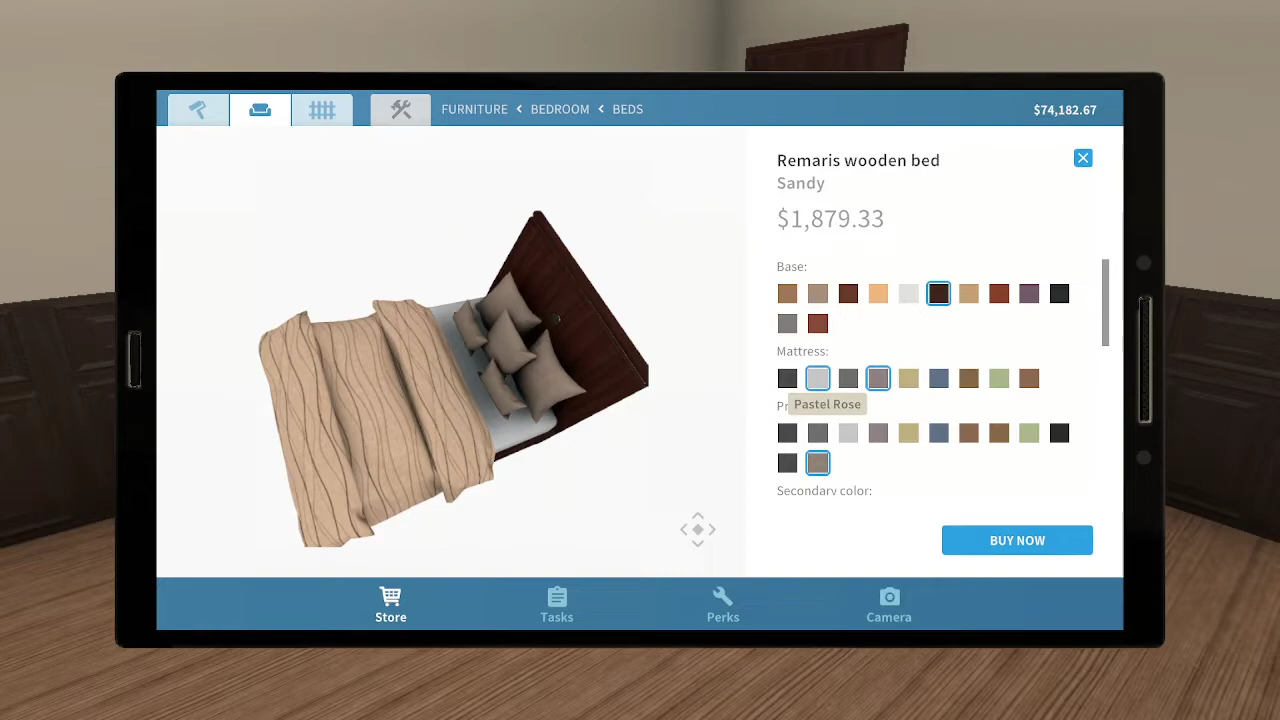 FURNITURE < BEDROOM < BEDS
$74,182.67
Remaris wooden bed
Sandy
$1,879.33
Base:
Mattress:
Pastel Rose
Secondary color:
BUY NOW
Store
Tasks
Perks
Camera